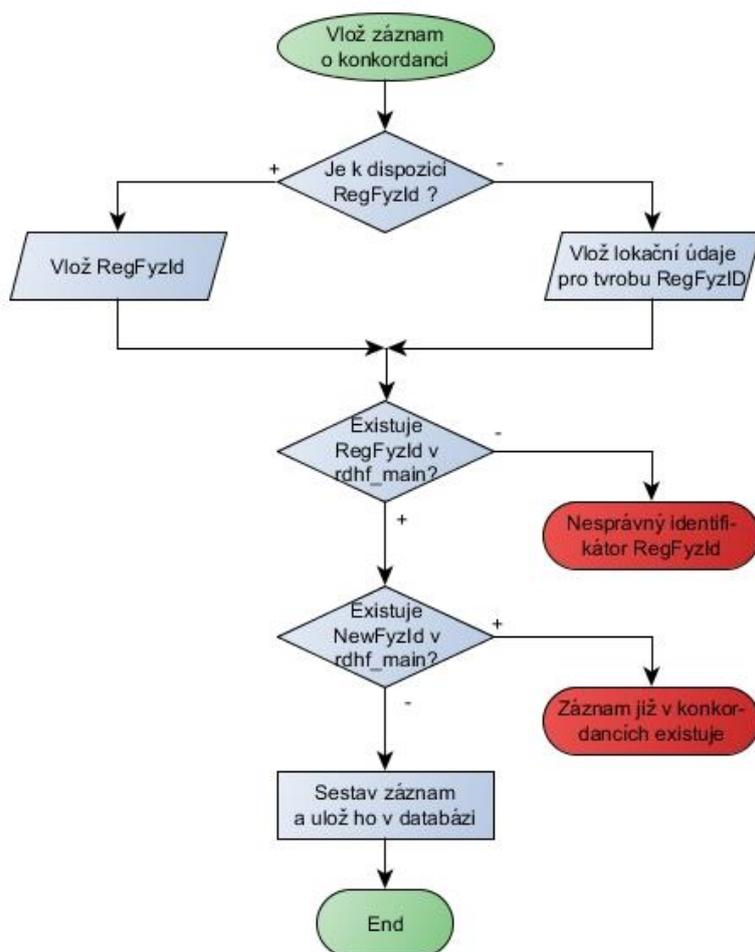 Vlož záznam
o konkordanci
Je k dispozici
RegFyzId ?
+
-
Vlož RegFyzId
Vlož lokační údaje
pro tvrobu RegFyzID
Existuje
RegFyzId v
rdhf_main?
-
+
Nesprávný identifi-
kátor RegFyzId
Existuje
NewFyzId v
rdhf_main?
+
-
Záznam již v konkor-
dancích existuje
Sestav záznam
a ulož ho v databázi
End